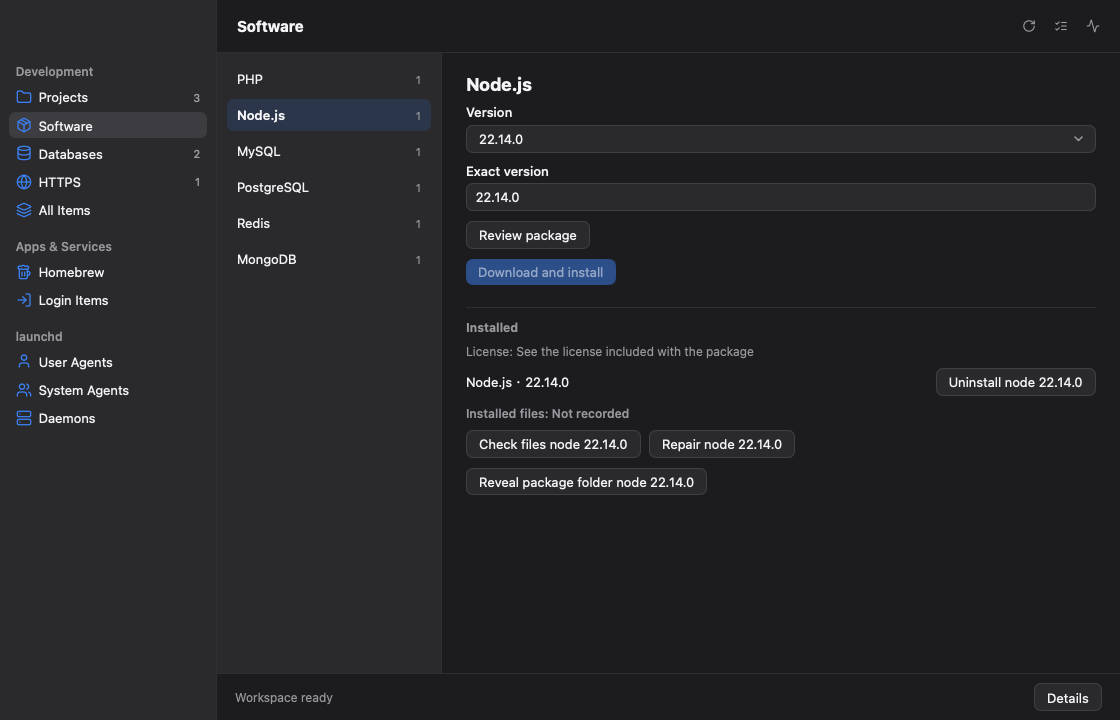 Software
Development
Projects 3
Software
Databases 2
HTTPS 1
All Items
Apps & Services
Homebrew
Login Items
launchd
User Agents
System Agents
Daemons
PHP 1
Node.js 1
MySQL 1
PostgreSQL 1
Redis 1
MongoDB 1
Node.js
Version
22.14.0
Exact version
22.14.0
Review package
Download and install
Installed
License: See the license included with the package
Node.js · 22.14.0
Uninstall node 22.14.0
Installed files: Not recorded
Check files node 22.14.0
Repair node 22.14.0
Reveal package folder node 22.14.0
Workspace ready
Details